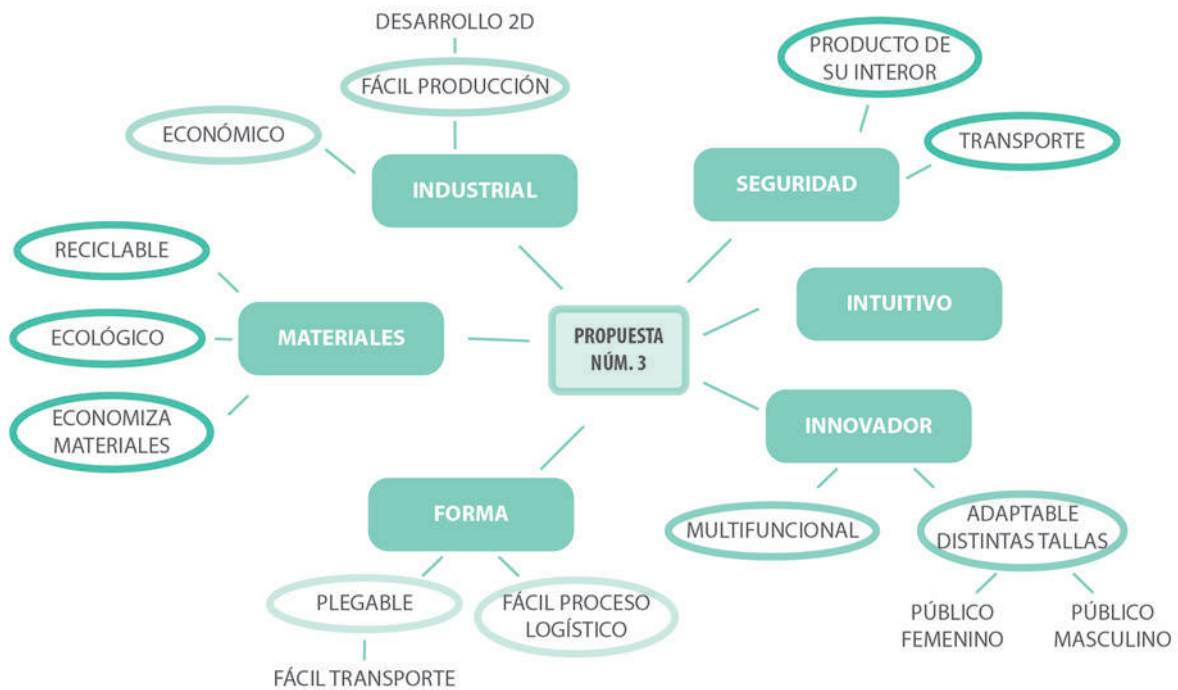 DESARROLLO 2D
FÁCIL PRODUCCIÓN
ECONÓMICO
INDUSTRIAL
PRODUCTO DE
SU INTEROR
TRANSPORTE
SEGURIDAD
RECICLABLE
ECOLÓGICO
ECONOMIZA
MATERIALES
MATERIALES
PROPUESTA
NÚM. 3
INTUITIVO
INNOVADOR
MULTIFUNCIONAL
ADAPTABLE
DISTINTAS TALLAS
PÚBLICO
FEMENINO
PÚBLICO
MASCULINO
FORMA
PLEGABLE
FÁCIL PROCESO
LOGÍSTICO
FÁCIL TRANSPORTE